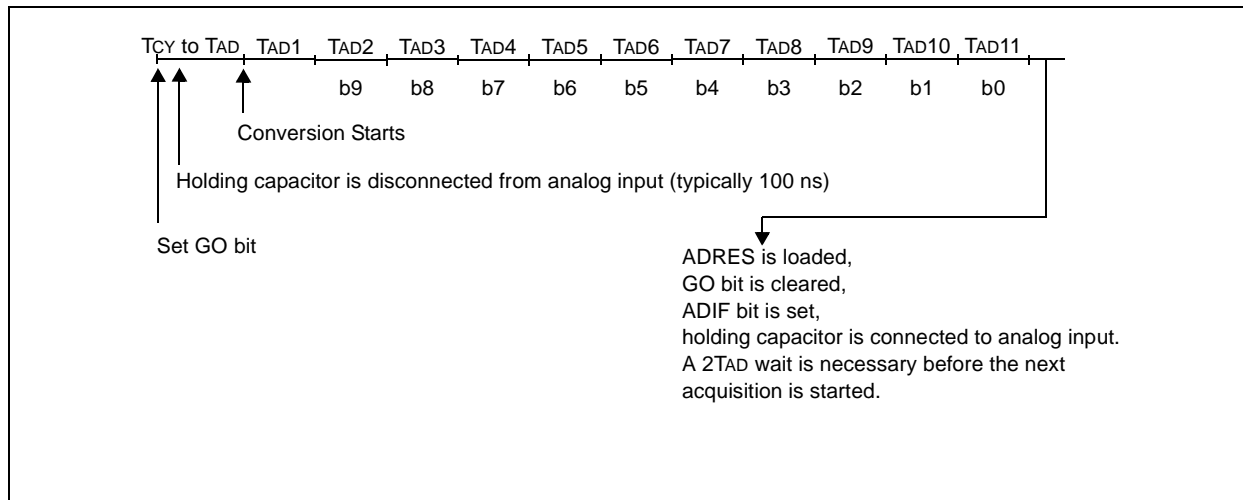 TCY to TAD TAD1 TAD2 TAD3 TAD4 TAD5 TAD6 TAD7 TAD8 TAD9 TAD10 TAD11
b9 b8 b7 b6 b5 b4 b3 b2 b1 b0
Conversion Starts
Holding capacitor is disconnected from analog input (typically 100 ns)
Set GO bit
ADRES is loaded,
GO bit is cleared,
ADIF bit is set,
holding capacitor is connected to analog input.
A 2TAD wait is necessary before the next
acquisition is started.